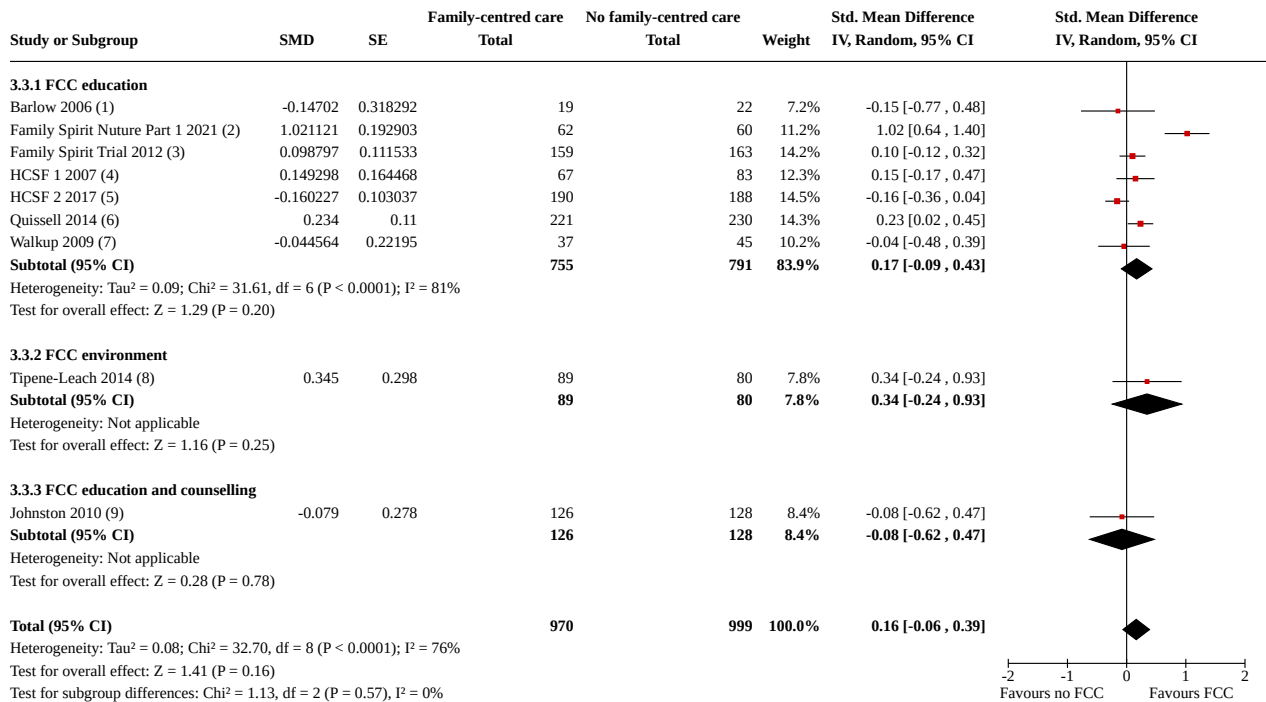 Family-centred care No family-centred care Std. Mean Difference Std. Mean Difference
Study or Subgroup SMD SE Total Total Weight IV, Random, 95% CI IV, Random, 95% CI
3.3.1 FCC education
Barlow 2006 (1) -0.14702 0.318292 19 22 7.2% -0.15 [-0.77 , 0.48]
Family Spirit Nuture Part 1 2021 (2) 1.021121 0.192903 62 60 11.2% 1.02 [0.64 , 1.40]
Family Spirit Trial 2012 (3) 0.098797 0.111533 159 163 14.2% 0.10 [-0.12 , 0.32]
HCSF 1 2007 (4) 0.149298 0.164468 67 83 12.3% 0.15 [-0.17 , 0.47]
HCSF 2 2017 (5) -0.160227 0.103037 190 188 14.5% -0.16 [-0.36 , 0.04]
Quissell 2014 (6) 0.234 0.11 221 230 14.3% 0.23 [0.02 , 0.45]
Walkup 2009 (7) -0.044564 0.22195 37 45 10.2% -0.04 [-0.48 , 0.39]
Subtotal (95% CI) 755 791 83.9% 0.17 [-0.09 , 0.43]
Heterogeneity: Tau² = 0.09; Chi² = 31.61, df = 6 (P < 0.0001); I² = 81%
Test for overall effect: Z = 1.29 (P = 0.20)
3.3.2 FCC environment
Tipene-Leach 2014 (8) 0.345 0.298 89 80 7.8% 0.34 [-0.24 , 0.93]
Subtotal (95% CI) 89 80 7.8% 0.34 [-0.24 , 0.93]
Heterogeneity: Not applicable
Test for overall effect: Z = 1.16 (P = 0.25)
3.3.3 FCC education and counselling
Johnston 2010 (9) -0.079 0.278 126 128 8.4% -0.08 [-0.62 , 0.47]
Subtotal (95% CI) 126 128 8.4% -0.08 [-0.62 , 0.47]
Heterogeneity: Not applicable
Test for overall effect: Z = 0.28 (P = 0.78)
Total (95% CI) 970 999 100.0% 0.16 [-0.06 , 0.39]
Heterogeneity: Tau² = 0.08; Chi² = 32.70, df = 8 (P < 0.0001); I² = 76%
Test for overall effect: Z = 1.41 (P = 0.16)
-2 -1 0 1 2
Test for subgroup differences: Chi² = 1.13, df = 2 (P = 0.57), I² = 0% Favours no FCC Favours FCC